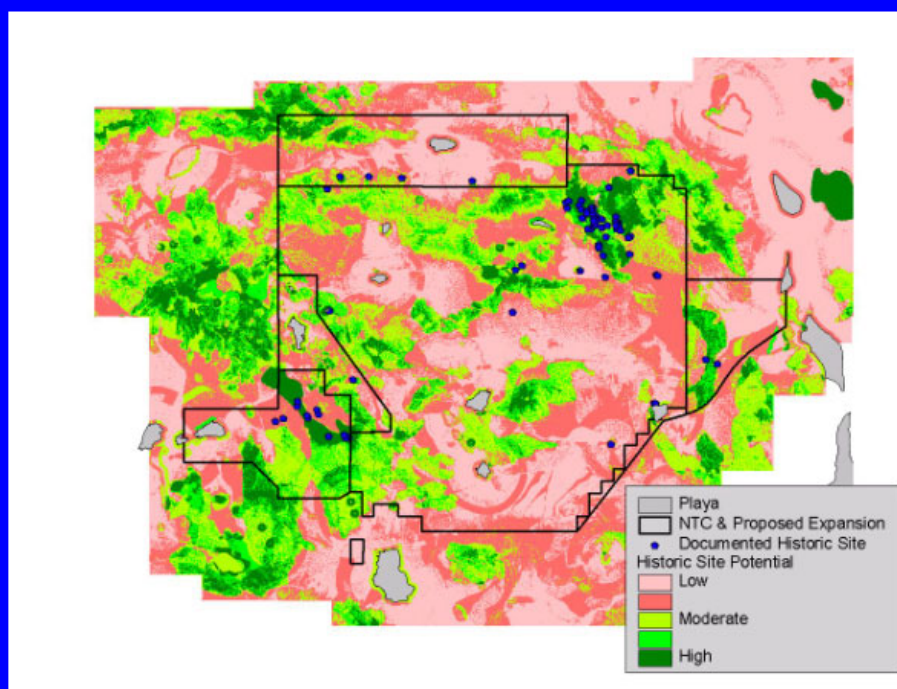 Playa
NTC & Proposed Expansion
Documented Historic Site
Historic Site Potential
Low
Moderate
High